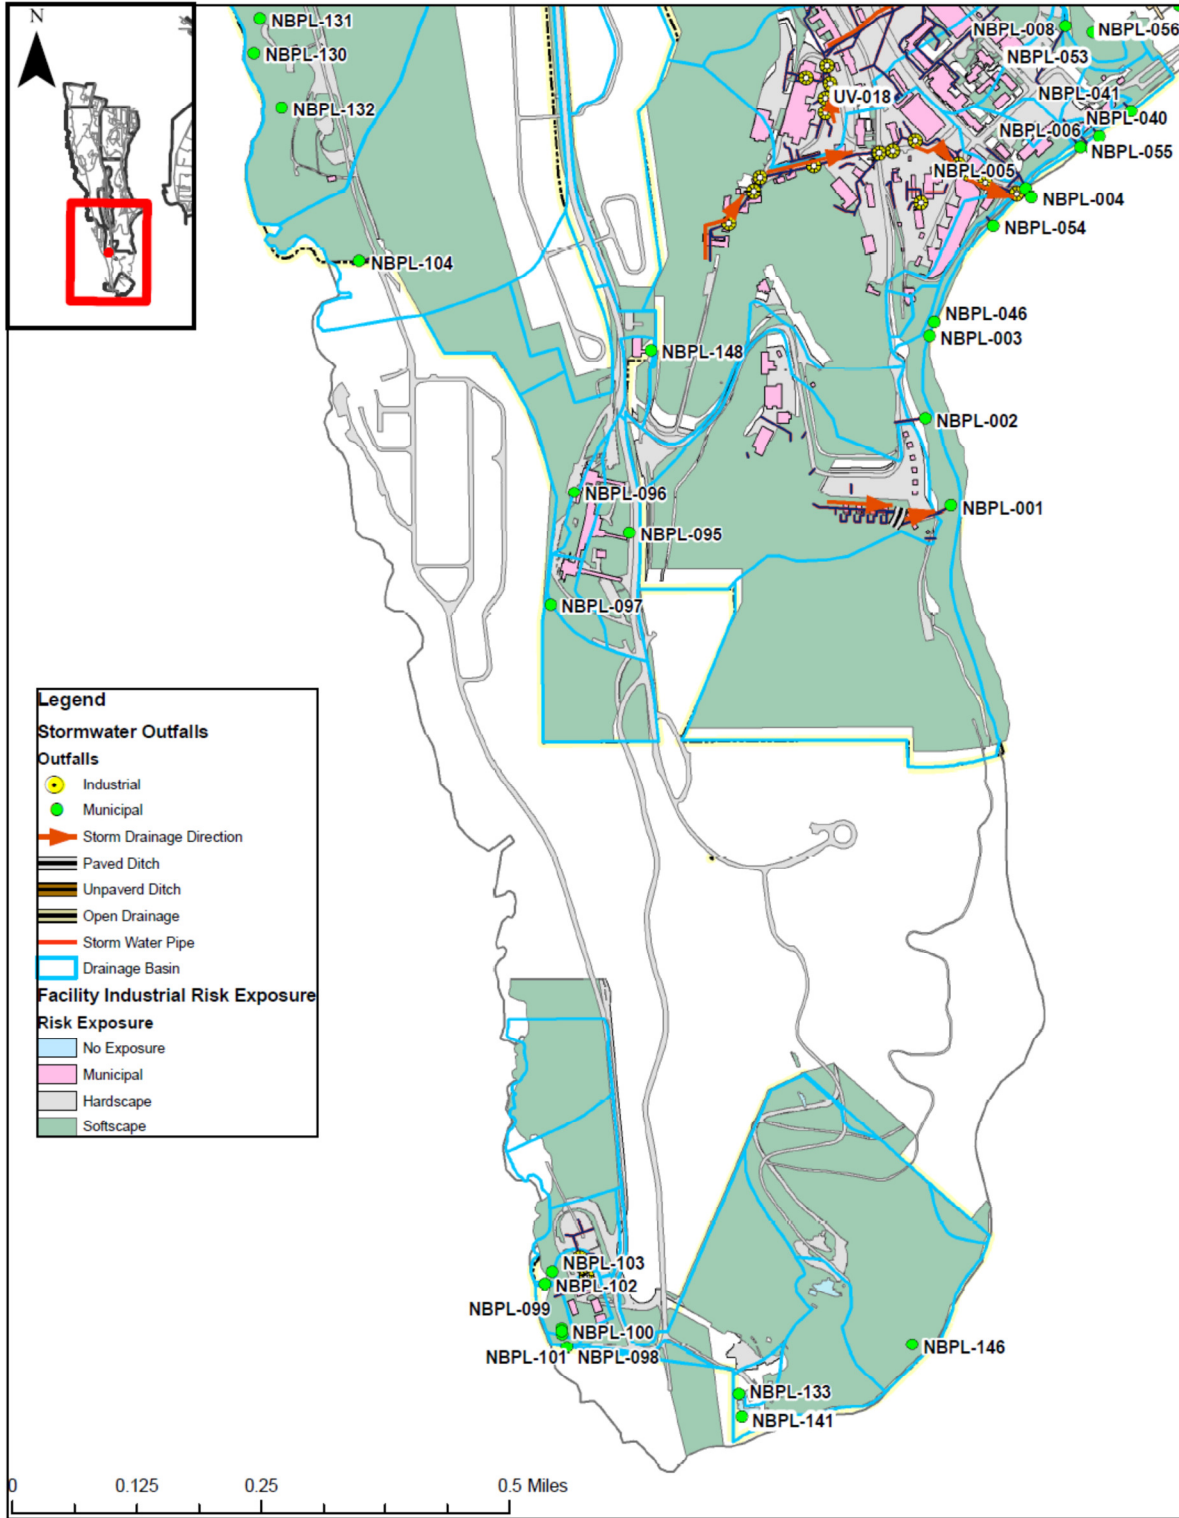 N
NBPL-131
NBPL-130
NBPL-132
NBPL-104
NBPL-008
NBPL-056
NBPL-053
UV-018
NBPL-041
NBPL-040
NBPL-006
NBPL-055
NBPL-005
NBPL-004
NBPL-054
NBPL-046
NBPL-003
NBPL-148
NBPL-002
NBPL-096
NBPL-001
NBPL-095
NBPL-097
Legend
Stormwater Outfalls
Outfalls
Industrial
Municipal
Storm Drainage Direction
Paved Ditch
Unpaverd Ditch
Open Drainage
Storm Water Pipe
Drainage Basin
Facility Industrial Risk Exposure
Risk Exposure
No Exposure
Municipal
Hardscape
Softscape
NBPL-103
NBPL-102
NBPL-099
NBPL-100
NBPL-101 NBPL-098
NBPL-146
NBPL-133
NBPL-141
0 0.125 0.25 0.5 Miles